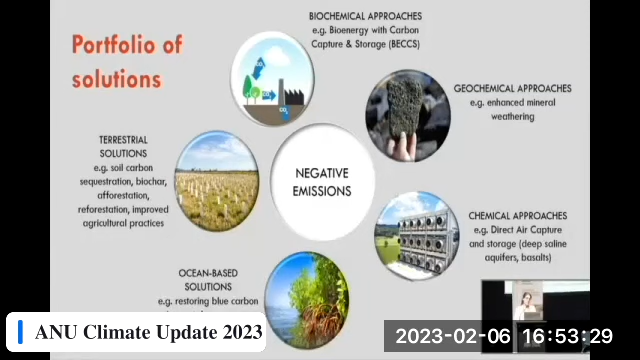 Portfolio of
solutions
BIOCHEMICAL APPROACHES
e.g. Bioenergy with Carbon
Capture & Storage (BECCS)
GEOCHEMICAL APPROACHES
e.g. enhanced mineral
weathering
TERRESTRIAL
SOLUTIONS
e.g. soil carbon
sequestration, biochar,
afforestation,
reforestation, improved
agricultural practices
NEGATIVE
EMISSIONS
CHEMICAL APPROACHES
e.g. Direct Air Capture
and storage (deep saline
aquifers, basalts)
OCEAN-BASED
SOLUTIONS
e.g. restoring blue carbon
ANU Climate Update 2023
2023-02-06 16:53:29